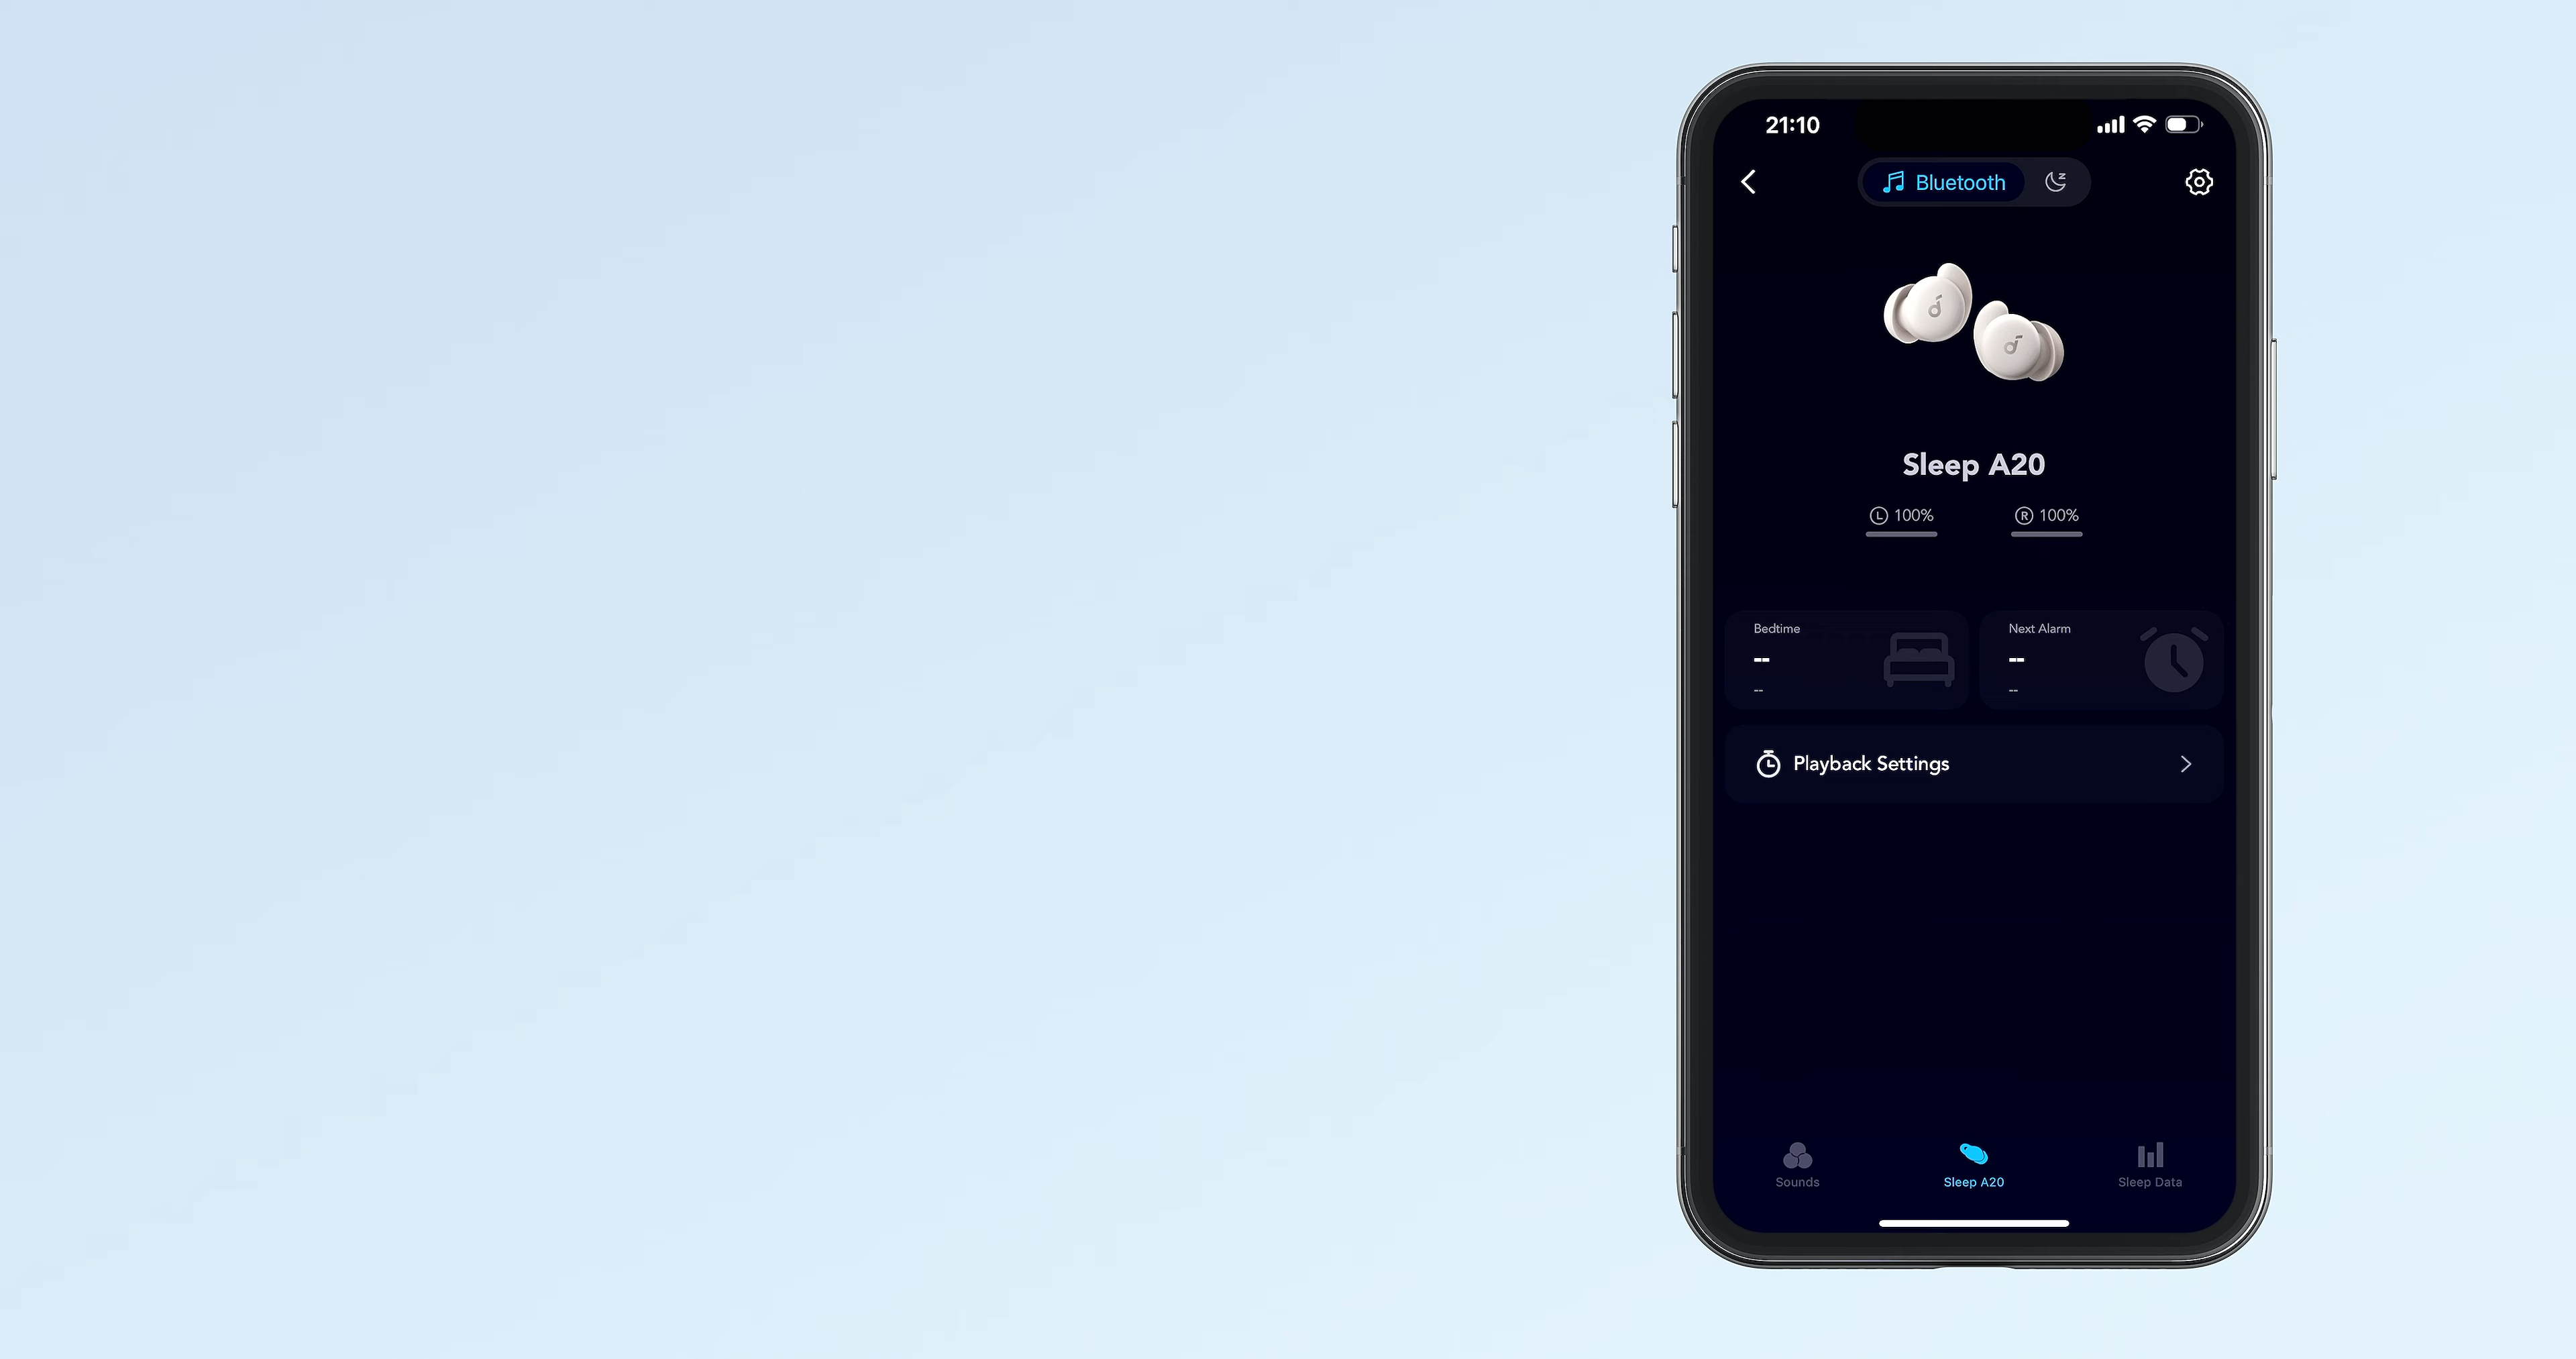 21:10
Bluetooth
Sleep A20
L 100% R 100%
Bedtime Next Alarm
-- --
-- --
Playback Settings
Sounds Sleep A20 Sleep Data